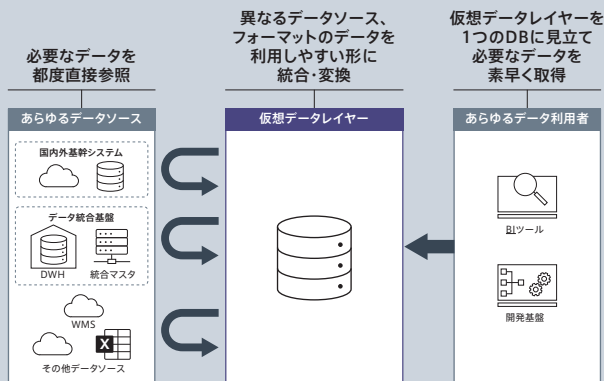 必要なデータを
都度直接参照
異なるデータソース、
フォーマットのデータを
利用しやすい形に
統合・変換
仮想データレイヤーを
1つのDBに見立て
必要なデータを
素早く取得
あらゆるデータソース
国内外基幹システム
データ統合基盤
DWH
統合マスタ
WMS
X
その他データソース
仮想データレイヤー
あらゆるデータ利用者
BIツール
開発基盤